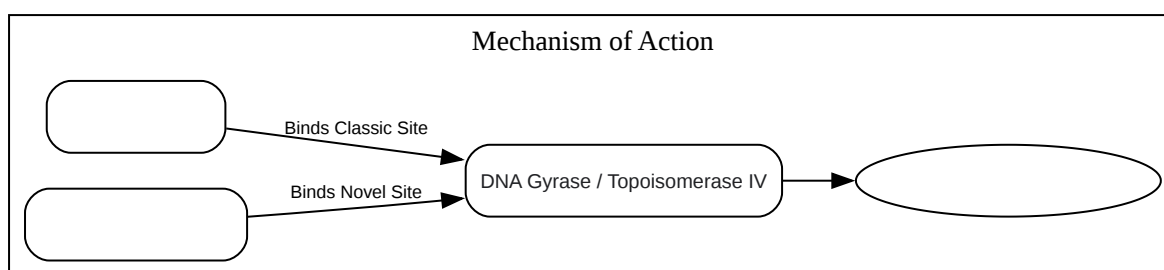 Mechanism of Action
Binds Classic Site
Binds Novel Site
DNA Gyrase / Topoisomerase IV